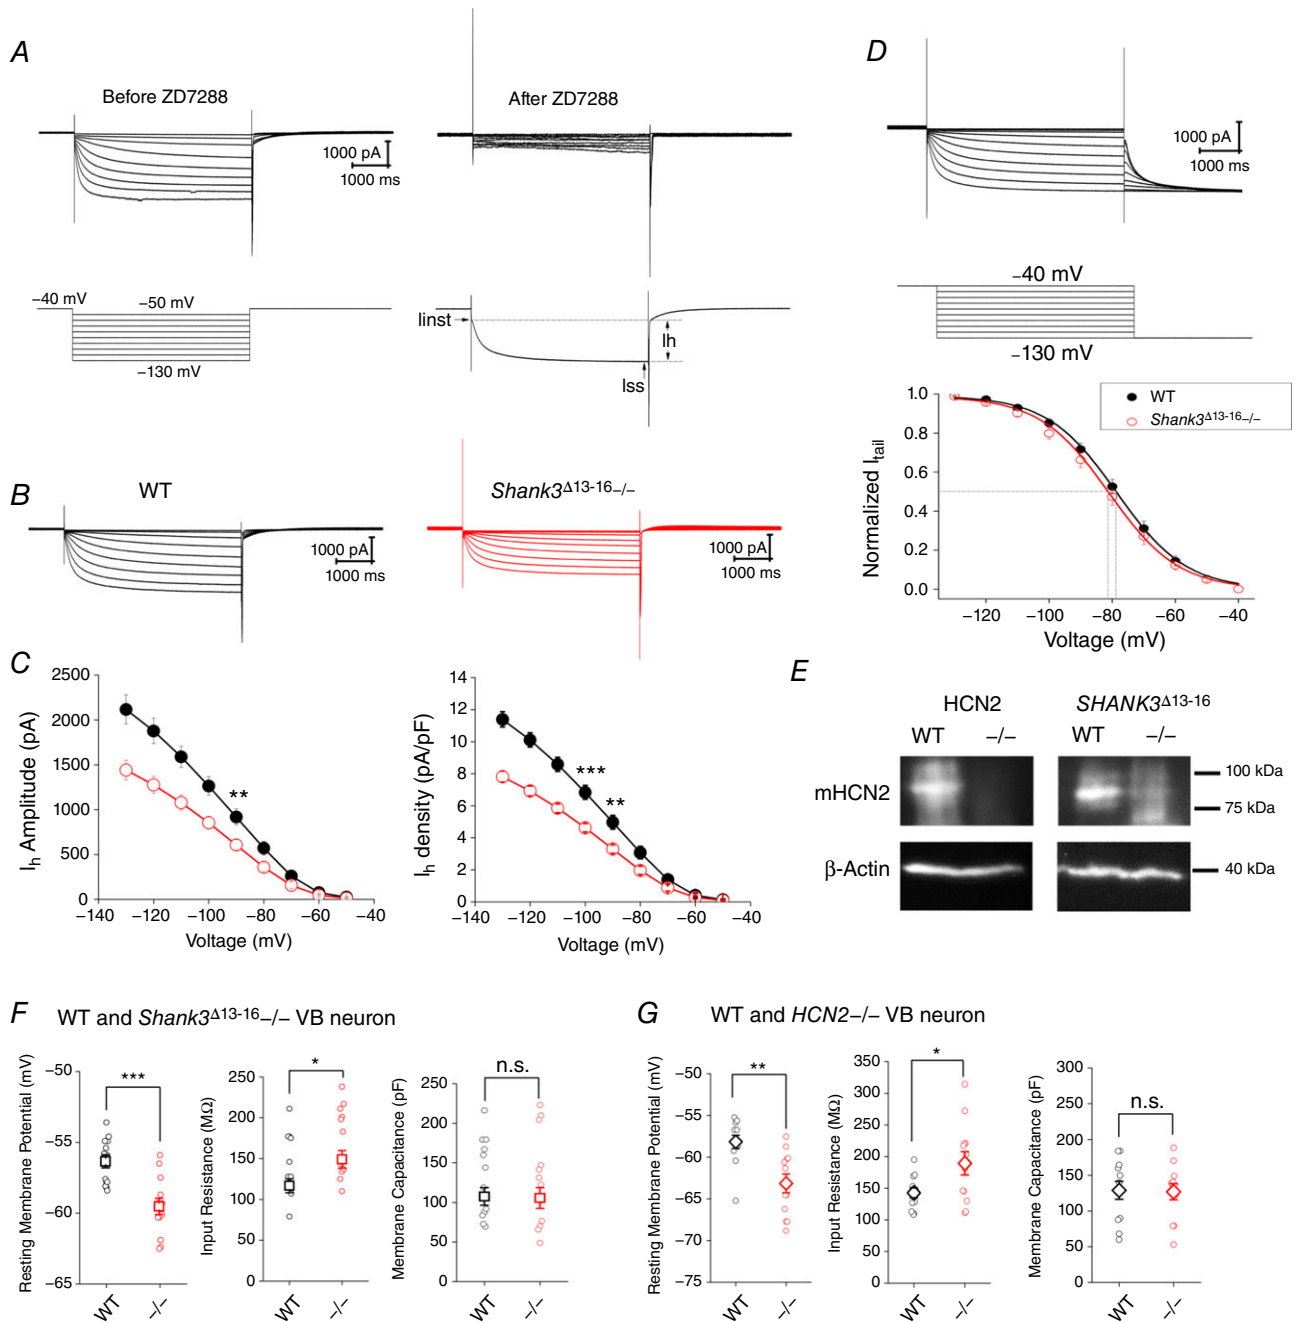 A
Before ZD7288
1000 pA
1000 ms
After ZD7288
1000 pA
1000 ms
−40 mV
−50 mV
−130 mV
Iinst
Ih
Iss
B
WT
1000 pA
1000 ms
Shank3Δ13-16−/−
1000 pA
1000 ms
C
Ih Amplitude (pA)
2500
2000
1500
1000
500
0
**
−140
−120
−100
−80
−60
−40
Voltage (mV)
Ih density (pA/pF)
14
12
10
8
6
4
2
0
***
**
−140
−120
−100
−80
−60
−40
Voltage (mV)
D
1000 pA
1000 ms
−40 mV
−130 mV
WT
Shank3Δ13-16−/−
Normalized Itail
1.0
0.8
0.6
0.4
0.2
0.0
−120
−100
−80
−60
−40
Voltage (mV)
E
HCN2
SHANK3Δ13-16
WT
−/−
WT
−/−
mHCN2
100 kDa
75 kDa
β-Actin
40 kDa
F
WT and Shank3Δ13-16−/− VB neuron
Resting Membrane Potential (mV)
−50
−55
−60
−65
***
WT
−/−
Input Resistance (MΩ)
250
200
150
100
50
0
*
WT
−/−
Membrane Capacitance (pF)
250
200
150
100
50
0
n.s.
WT
−/−
G
WT and HCN2−/− VB neuron
Resting Membrane Potential (mV)
−50
−55
−60
−65
−70
−75
**
WT
−/−
Input Resistance (MΩ)
350
300
250
200
150
100
50
0
*
WT
−/−
Membrane Capacitance (pF)
300
250
200
150
100
50
0
n.s.
WT
−/−